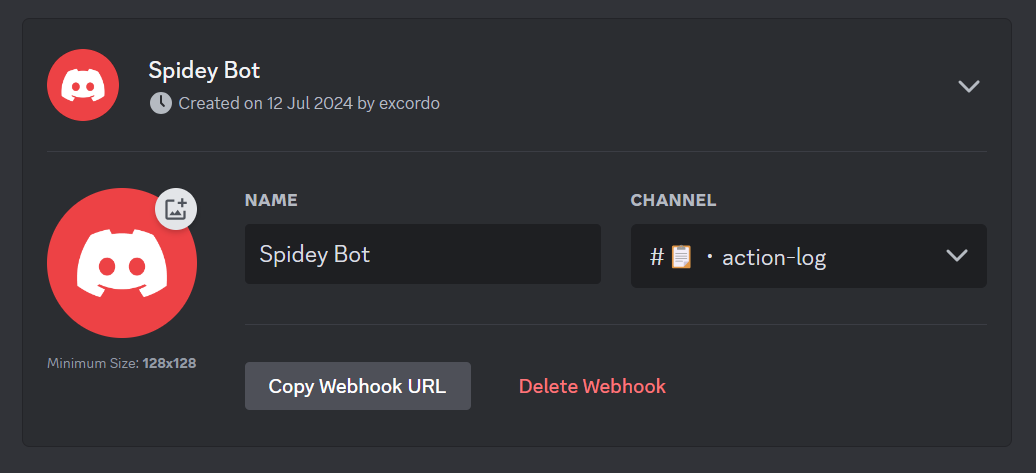 Spidey Bot
Created on 12 Jul 2024 by excordo
NAME
CHANNEL
Spidey Bot
#📋・action-log
Minimum Size: 128x128
Copy Webhook URL
Delete Webhook